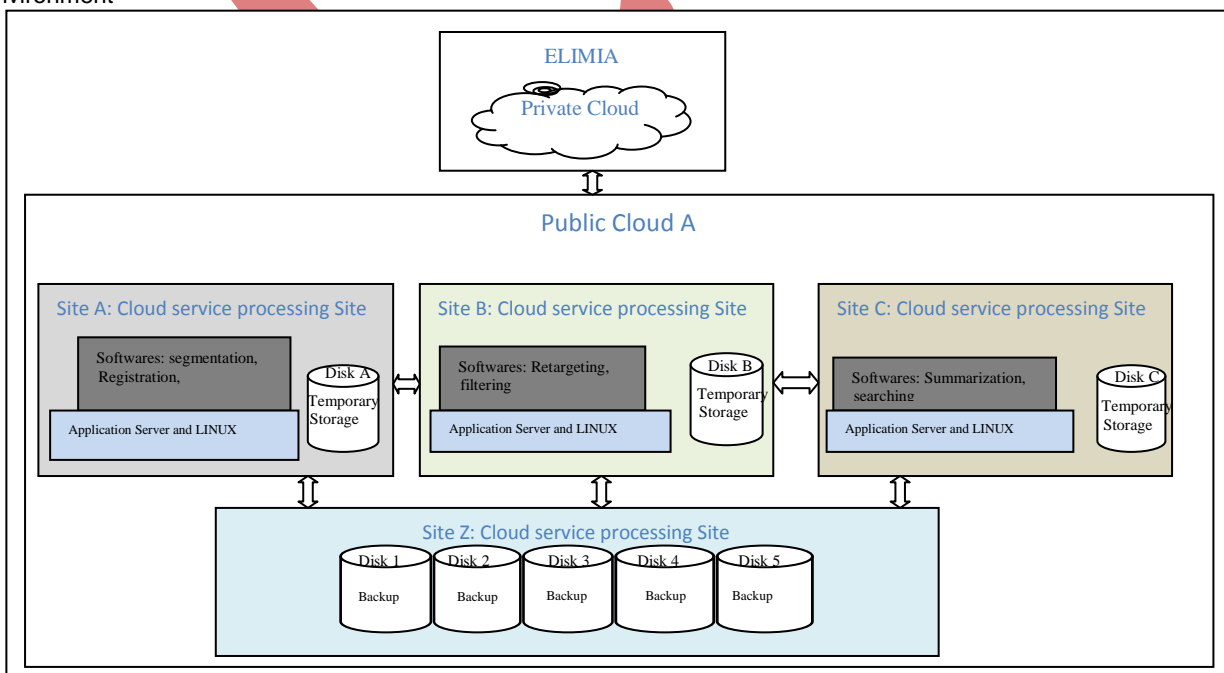 ELIMIA
Private Cloud
Public Cloud A
Site A: Cloud service processing Site
Softwares: segmentation,
Registration,
Application Server and LINUX
Disk A
Temporary
Storage
Site B: Cloud service processing Site
Softwares: Retargeting,
filtering
Application Server and LINUX
Disk B
Temporary
Storage
Site C: Cloud service processing Site
Softwares: Summarization,
searching
Application Server and LINUX
Disk C
Temporary
Storage
Site Z: Cloud service processing Site
Disk 1
Disk 2
Disk 3
Disk 4
Disk 5
Backup
Backup
Backup
Backup
Backup